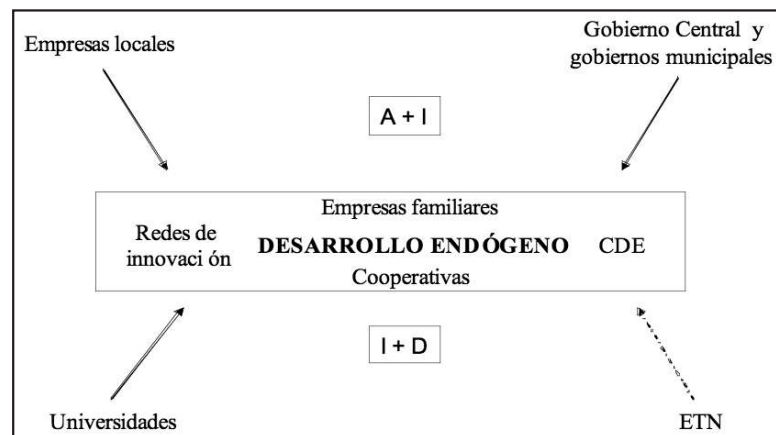 Empresas locales
Gobierno Central y
gobiernos municipales
A + I
Empresas familiares
Redes de
innovaci ón
DESARROLLO ENDÓGENO
CDE
Cooperativas
I + D
Universidades
ETN